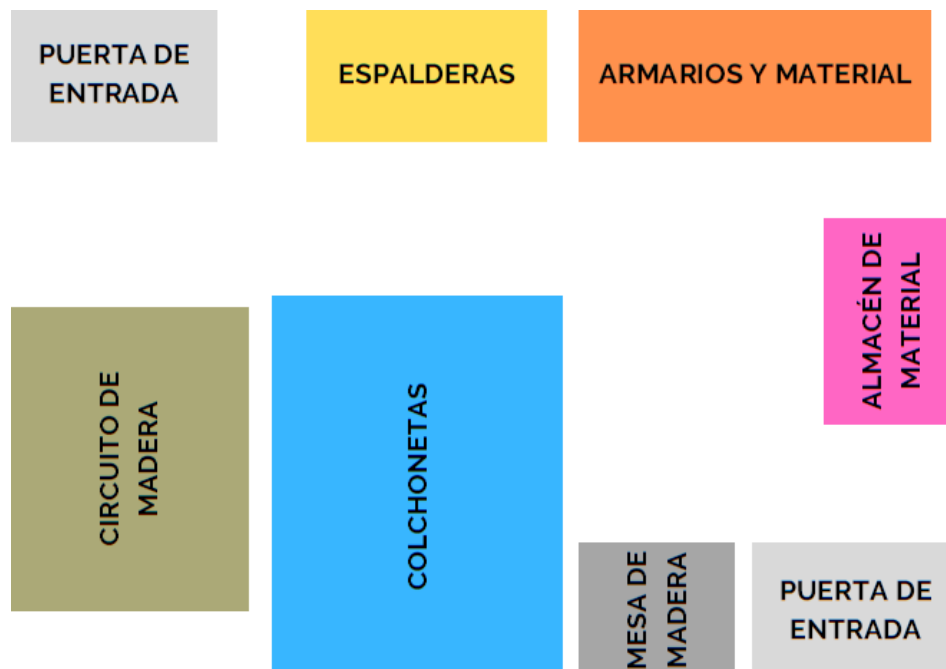 PUERTA DE
ENTRADA
ESPALDERAS
ARMARIOS Y MATERIAL
ALMACÉN DE
MATERIAL
CIRCUITO DE
MADERA
COLCHONETAS
MESA DE
MADERA
PUERTA DE
ENTRADA